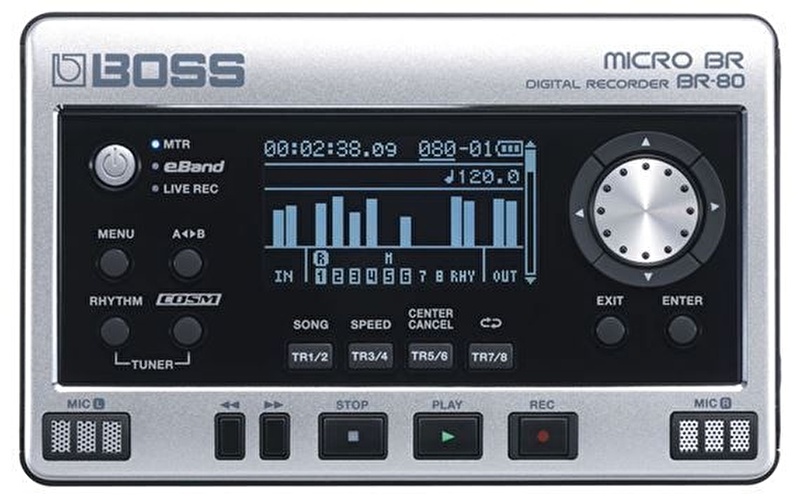 BOSS
MICRO BR
DIGITAL RECORDER BR-80
MTR
eBand
LIVE REC
00:02:38.09 080-01
♩120.0
MENU
A◄►B
R
M
IN 1 2 3 4 5 6 7 8 RHY OUT
RHYTHM
COSM
TUNER
SONG
SPEED
CENTER
CANCEL
TR1/2
TR3/4
TR5/6
TR7/8
EXIT
ENTER
MIC L
STOP
PLAY
REC
MIC R